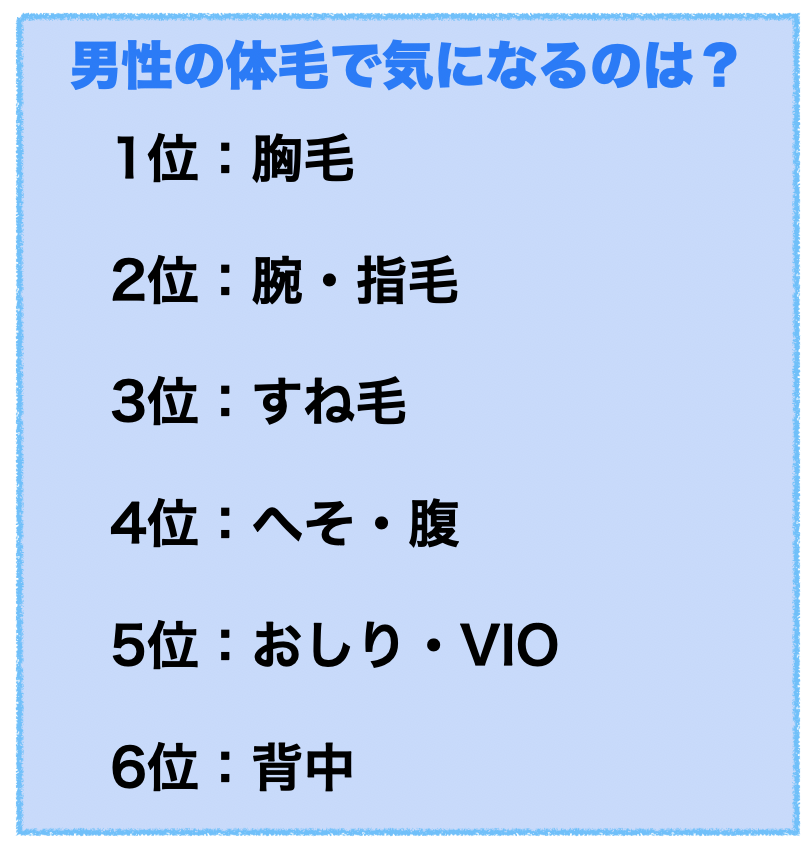 男性の体毛で気になるのは？
1位：胸毛
2位：腕・指毛
3位：すね毛
4位：へそ・腹
5位：おしり・VIO
6位：背中